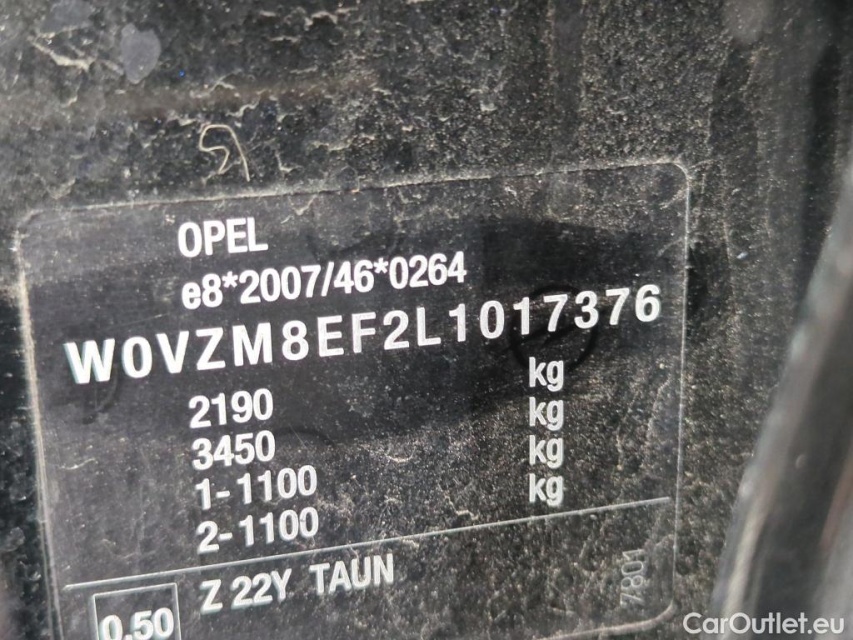 OPEL
e8*2007/46*0264
W0VZM8EF2L1017376
2190 kg
3450 kg
1-1100 kg
2-1100 kg
0.50 Z 22Y TAUN
7801
CarOutlet.eu